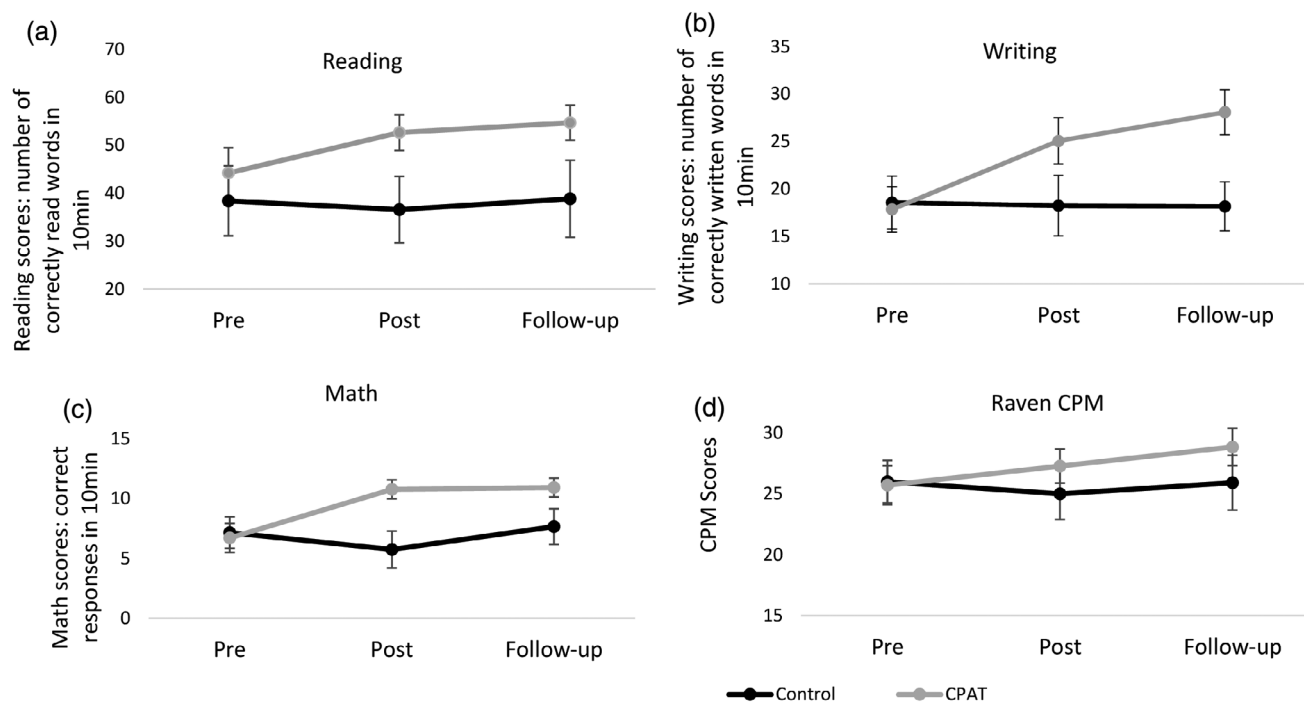 (a)
Reading
Reading scores: number of
correctly read words in
10min
70
60
50
40
30
20
Pre Post Follow-up
(b)
Writing
Writing scores: number of
correctly written words in
10min
35
30
25
20
15
10
Pre Post Follow-up
(c)
Math
Math scores: correct
responses in 10min
15
10
5
0
Pre Post Follow-up
(d)
Raven CPM
CPM Scores
30
25
20
15
Pre Post Follow-up
Control CPAT